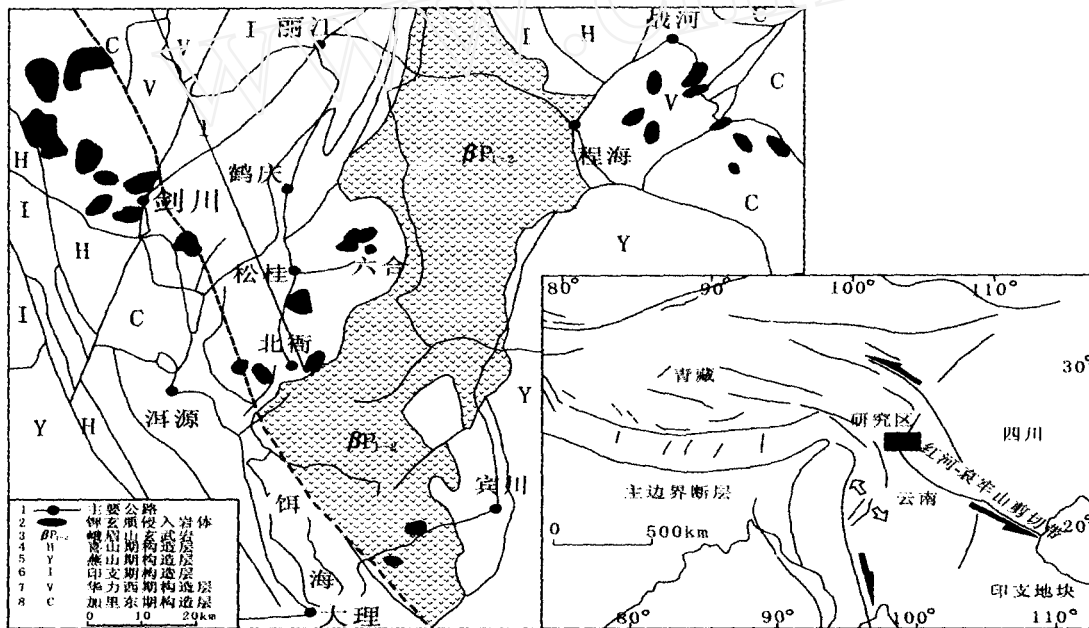 C
V
I
丽江
I
H
战河
C
V
C
V
βP₁₋₂
程海
H
鹤庆
C
I
剑川
H
Y
松桂
六合
I
C
北衙
Y
洱源
Y
H
βP₁₋₂
宾川
饵
海
大理
1 主要公路
2 钾玄质侵入岩体
3 βP₁₋₂ 峨眉山玄武岩
4 H 喜山期构造层
5 Y 燕山期构造层
6 I 印支期构造层
7 V 华力西期构造层
8 C 加里东期构造层
0 10 20km
80° 90° 100° 110°
30°
青藏
研究区
四川
红河-哀牢山剪切带
主边界断层
云南
0 500km
20°
印支地块
80° 100° 110°